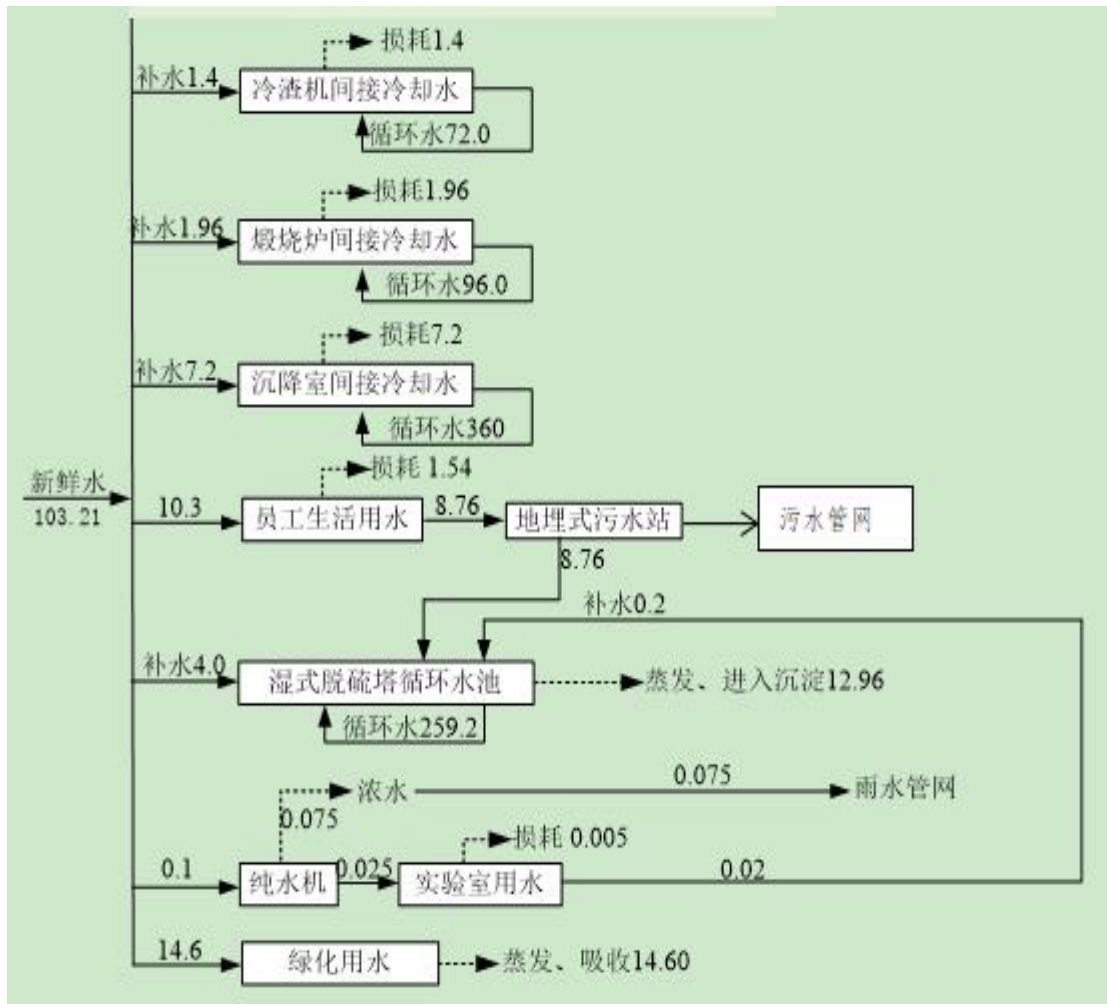 损耗1.4
补水1.4
冷渣机间接冷却水
循环水72.0
损耗1.96
补水1.96
煅烧炉间接冷却水
循环水96.0
损耗7.2
补水7.2
沉降室间接冷却水
循环水360
新鲜水
103.21
损耗 1.54
10.3
员工生活用水
8.76
地埋式污水站
污水管网
8.76
补水0.2
补水4.0
湿式脱硫塔循环水池
蒸发、进入沉淀12.96
循环水259.2
浓水
0.075
雨水管网
0.075
损耗 0.005
0.1
纯水机
0.025
实验室用水
0.02
14.6
绿化用水
蒸发、吸收14.60